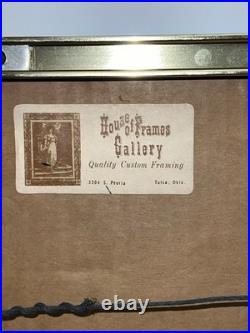 House
of Frames
Gallery
Quality Custom Framing
3304 S. Peoria Tulsa, Okla.